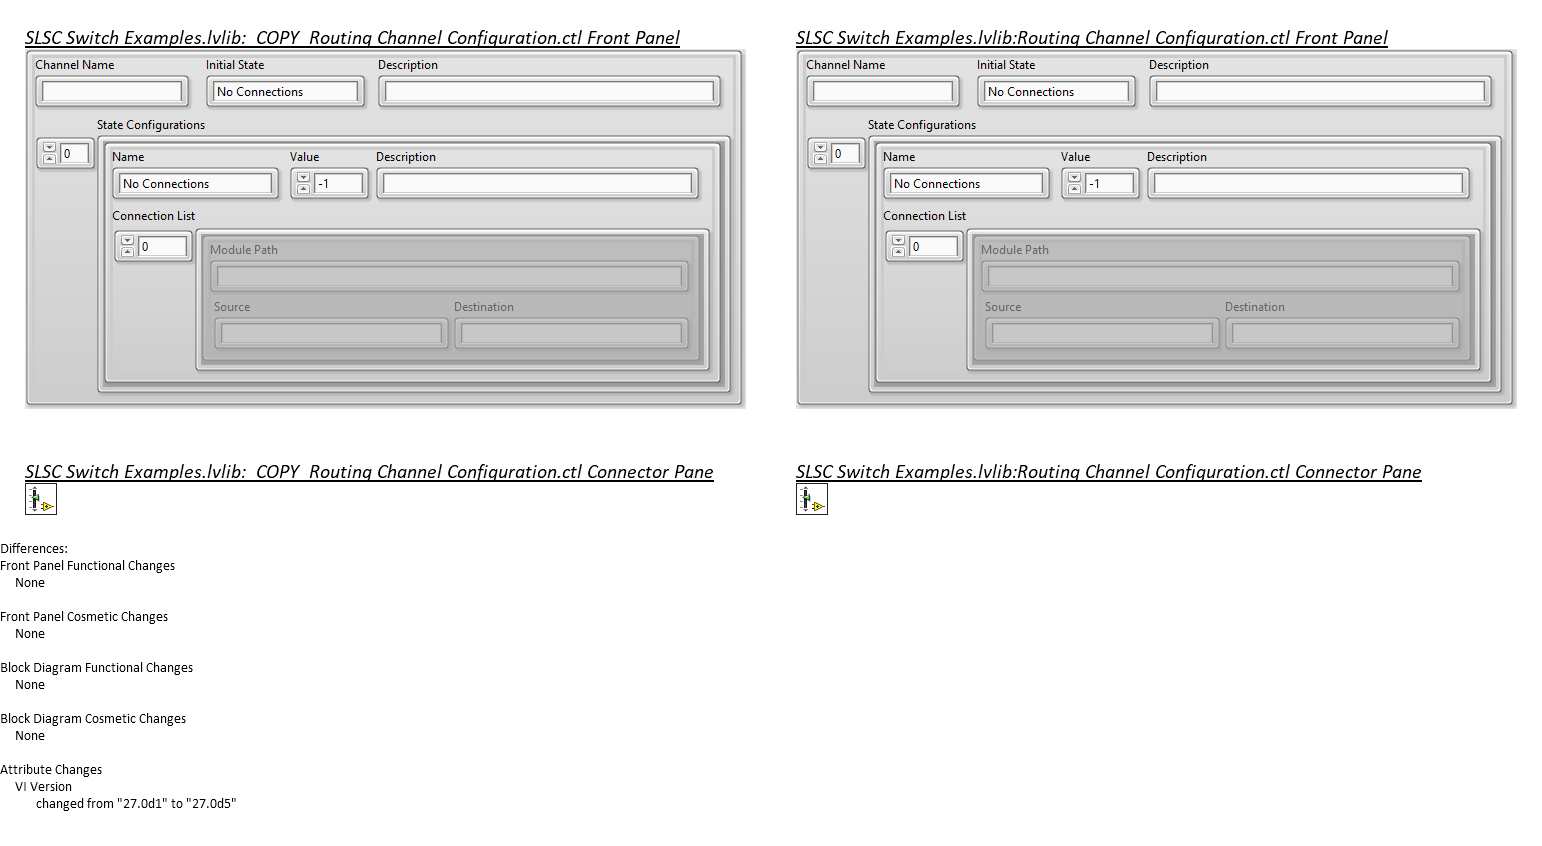 SLSC Switch Examples.lvlib:_COPY_Routing Channel Configuration.ctl Front Panel
Channel Name Initial State Description
No Connections
State Configurations
0
Name Value Description
No Connections -1
Connection List
0
Module Path
Source Destination
SLSC Switch Examples.lvlib:Routing Channel Configuration.ctl Front Panel
Channel Name Initial State Description
No Connections
State Configurations
0
Name Value Description
No Connections -1
Connection List
0
Module Path
Source Destination
SLSC Switch Examples.lvlib:_COPY_Routing Channel Configuration.ctl Connector Pane
SLSC Switch Examples.lvlib:Routing Channel Configuration.ctl Connector Pane
Differences:
Front Panel Functional Changes
None
Front Panel Cosmetic Changes
None
Block Diagram Functional Changes
None
Block Diagram Cosmetic Changes
None
Attribute Changes
VI Version
changed from "27.0d1" to "27.0d5"